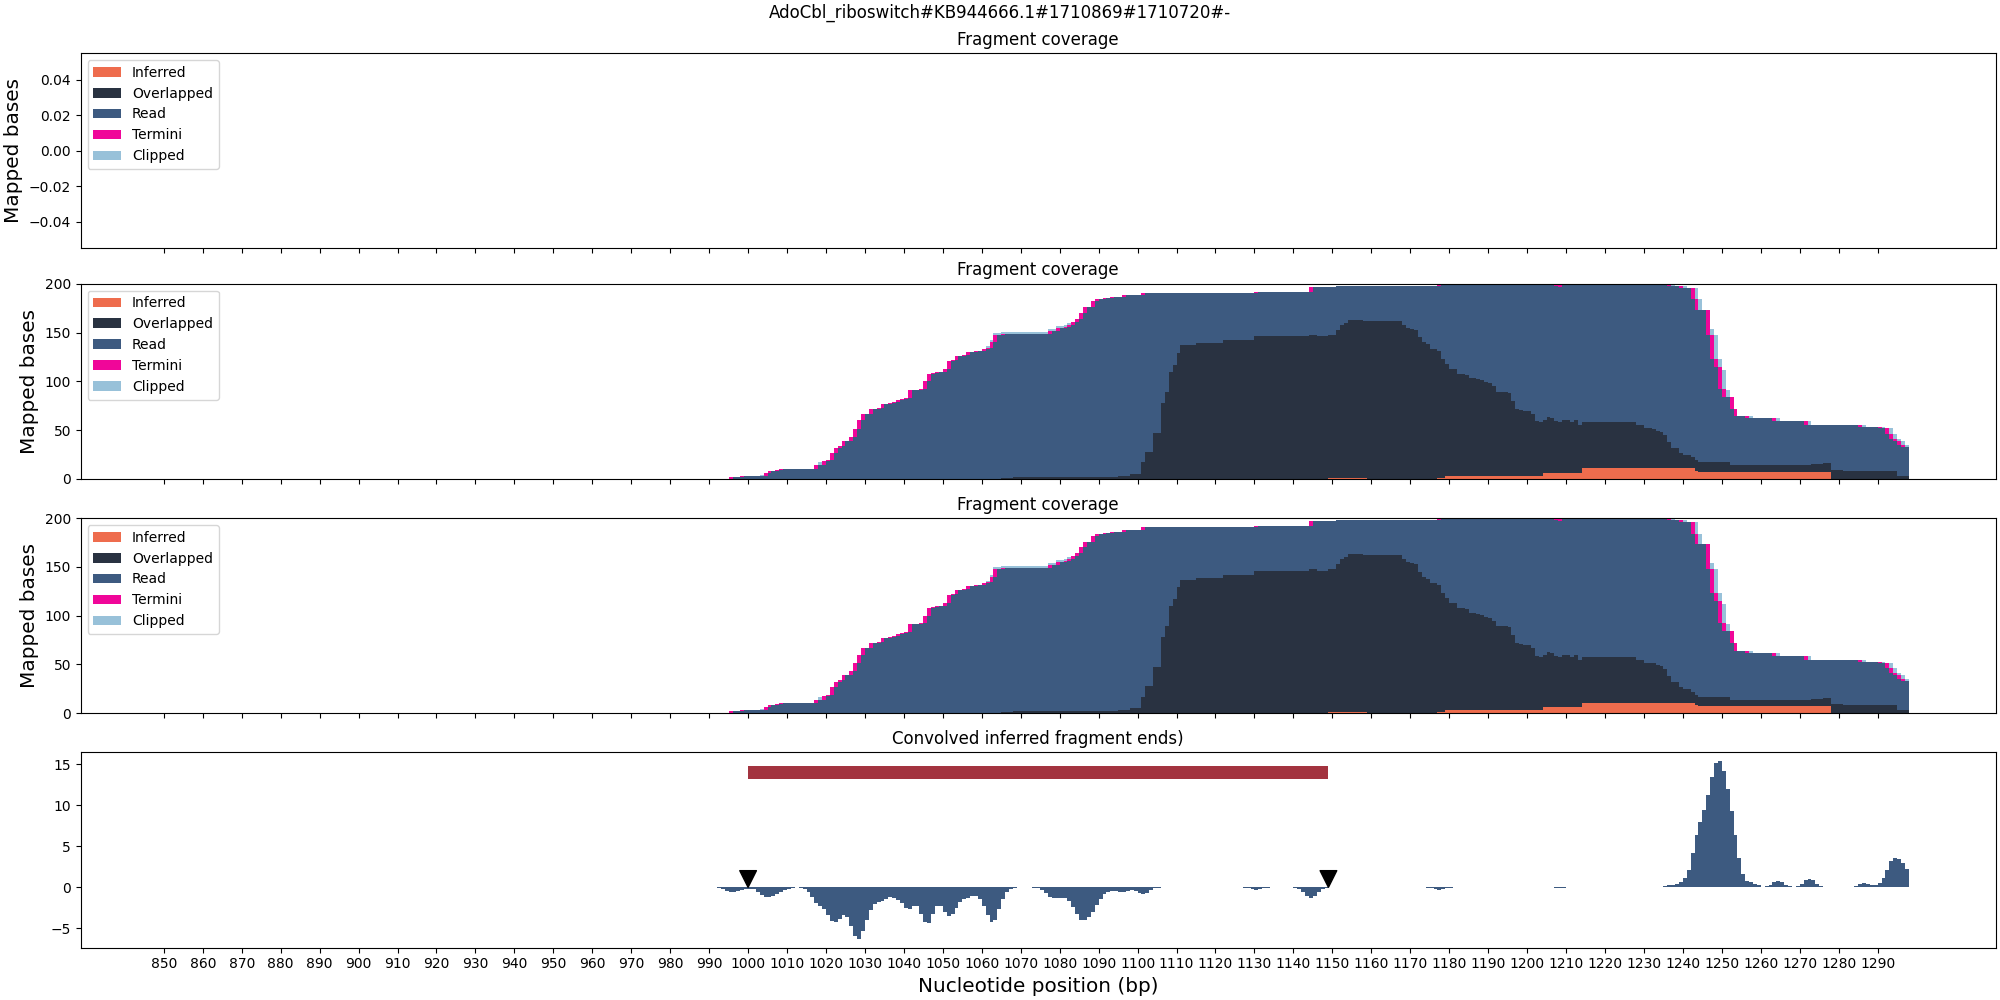 AdoCbl_riboswitch#KB944666.1#1710869#1710720#-
Fragment coverage
Mapped bases
0.04
0.02
0.00
−0.02
−0.04
Inferred
Overlapped
Read
Termini
Clipped
Fragment coverage
Mapped bases
200
150
100
50
0
Inferred
Overlapped
Read
Termini
Clipped
Fragment coverage
Mapped bases
200
150
100
50
0
Inferred
Overlapped
Read
Termini
Clipped
Convolved inferred fragment ends)
15
10
5
0
−5
850 860 870 880 890 900 910 920 930 940 950 960 970 980 990 1000 1010 1020 1030 1040 1050 1060 1070 1080 1090 1100 1110 1120 1130 1140 1150 1160 1170 1180 1190 1200 1210 1220 1230 1240 1250 1260 1270 1280 1290
Nucleotide position (bp)